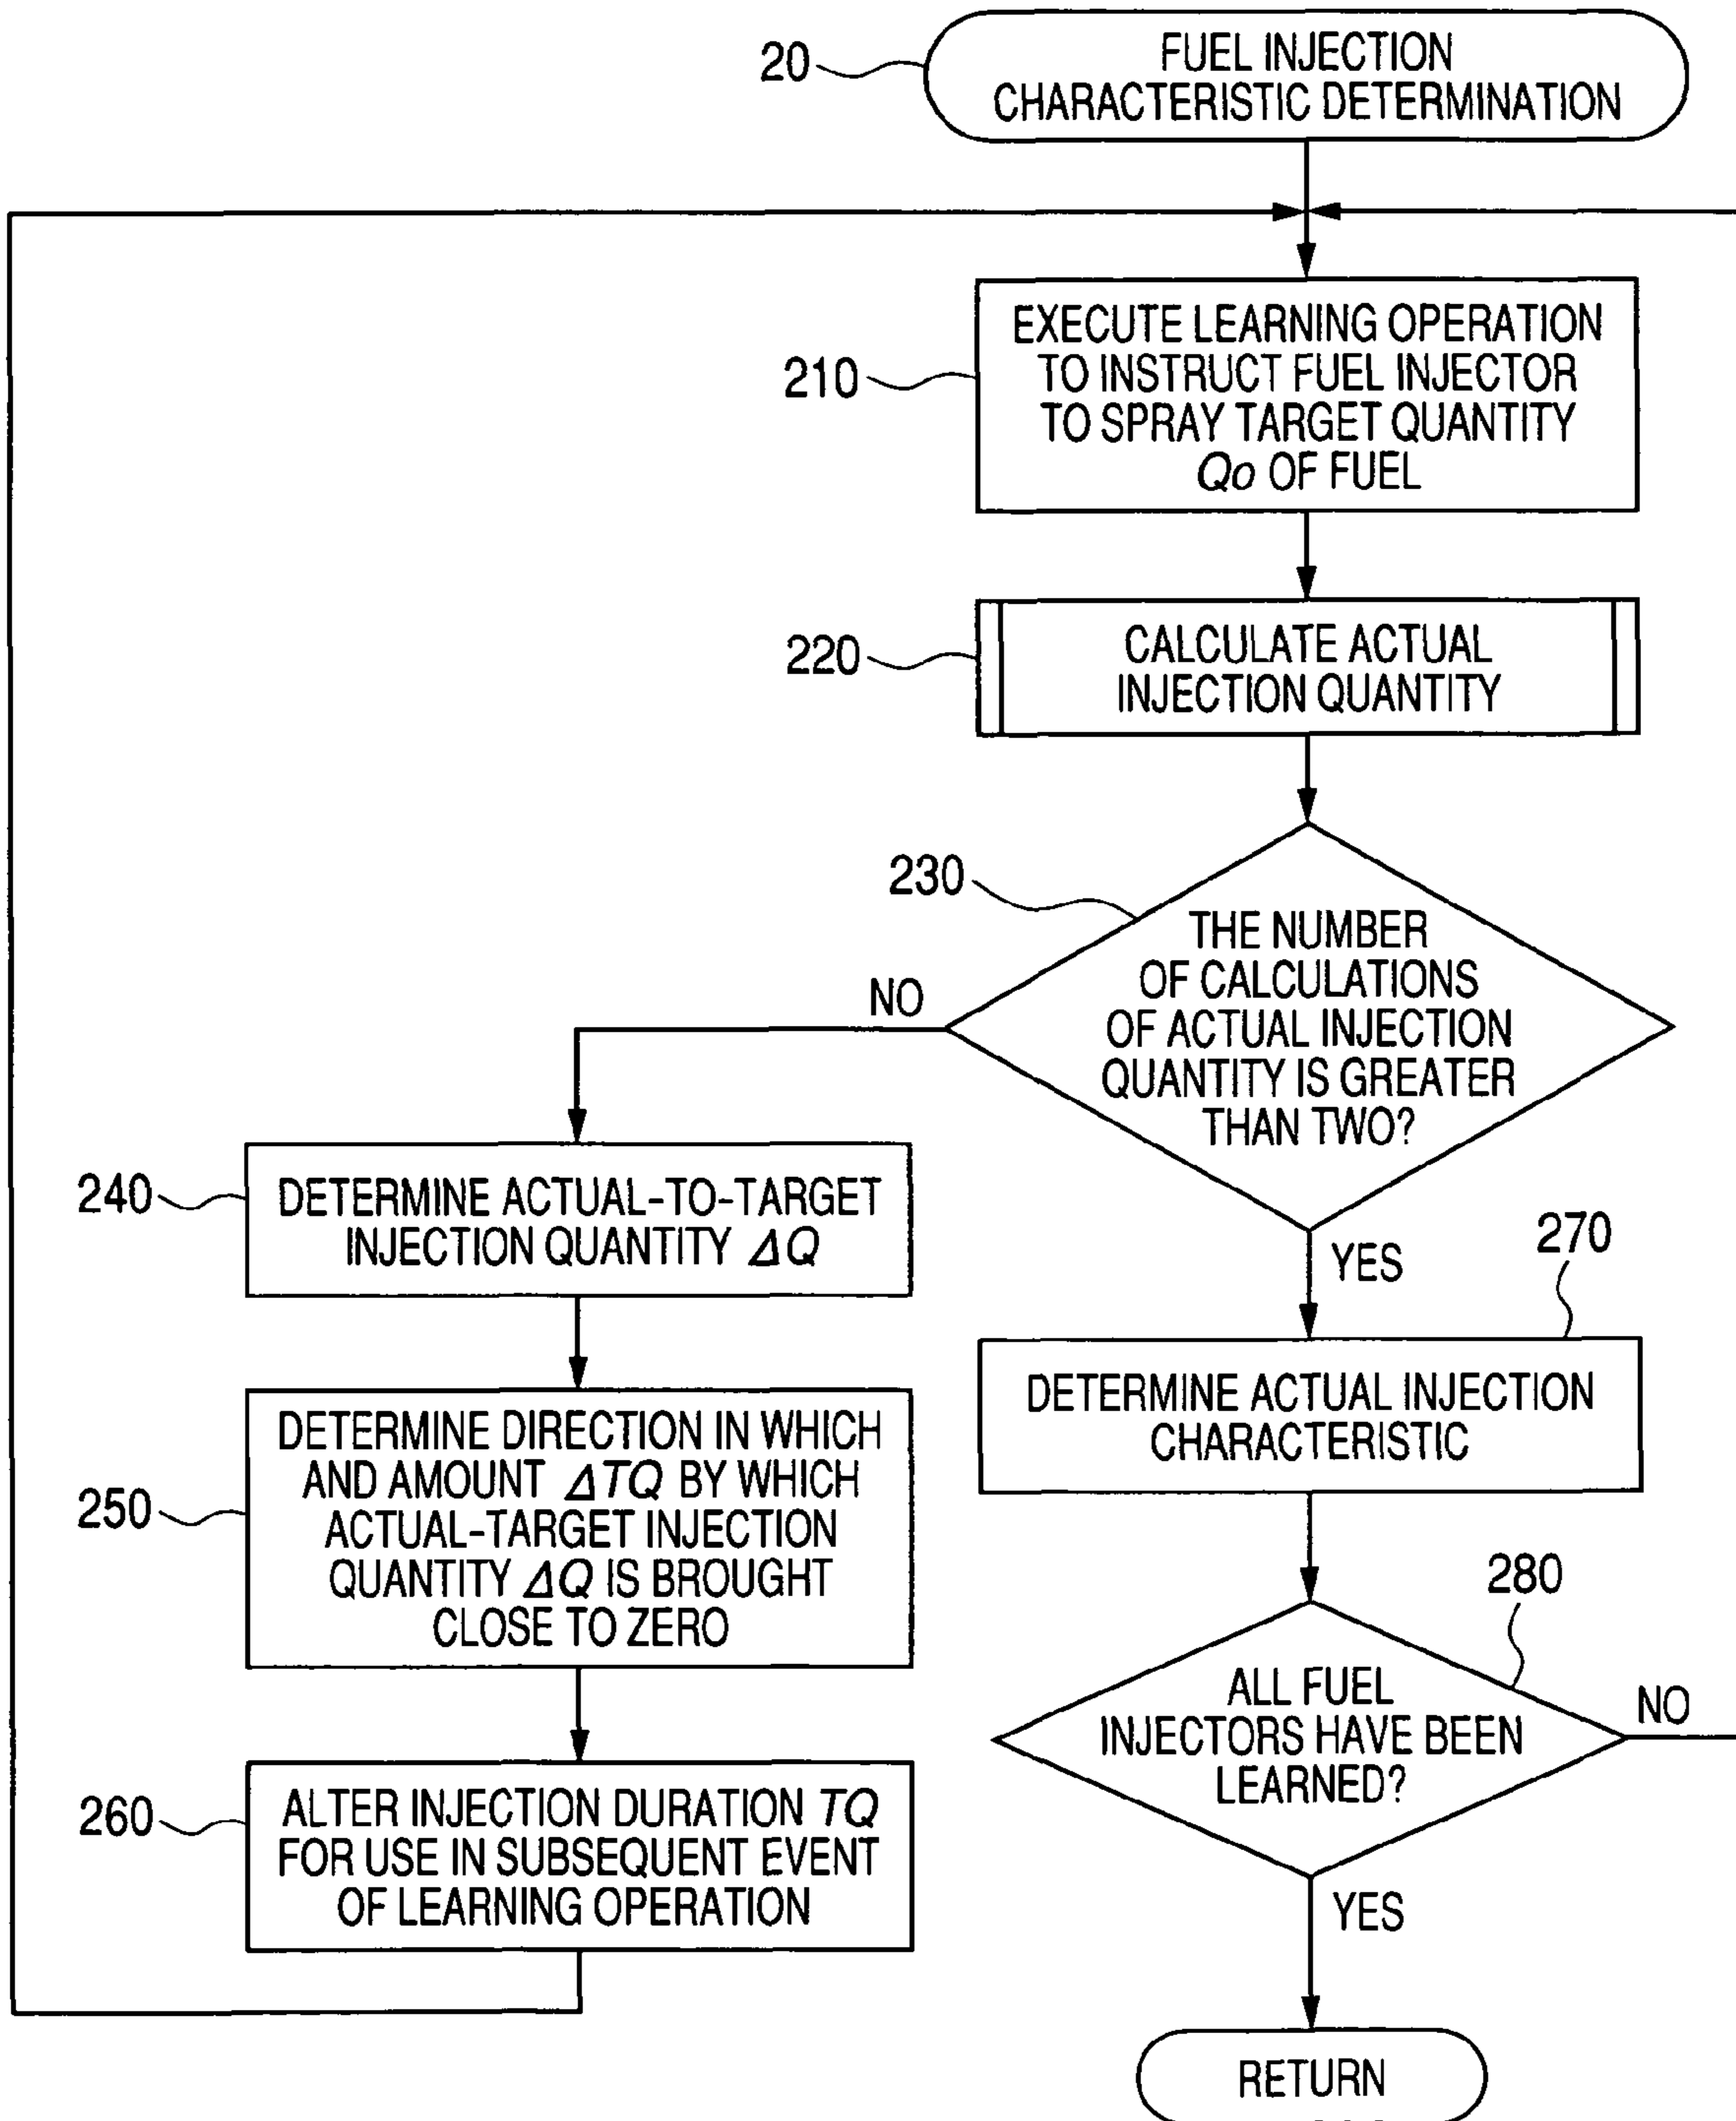 20
FUEL INJECTION
CHARACTERISTIC DETERMINATION
210
EXECUTE LEARNING OPERATION
TO INSTRUCT FUEL INJECTOR
TO SPRAY TARGET QUANTITY
Qo OF FUEL
220
CALCULATE ACTUAL
INJECTION QUANTITY
230
THE NUMBER
OF CALCULATIONS
OF ACTUAL INJECTION
QUANTITY IS GREATER
THAN TWO?
NO
YES
240
DETERMINE ACTUAL-TO-TARGET
INJECTION QUANTITY ΔQ
250
DETERMINE DIRECTION IN WHICH
AND AMOUNT ΔTQ BY WHICH
ACTUAL-TARGET INJECTION
QUANTITY ΔQ IS BROUGHT
CLOSE TO ZERO
260
ALTER INJECTION DURATION TQ
FOR USE IN SUBSEQUENT EVENT
OF LEARNING OPERATION
270
DETERMINE ACTUAL INJECTION
CHARACTERISTIC
280
ALL FUEL
INJECTORS HAVE BEEN
LEARNED?
NO
YES
RETURN